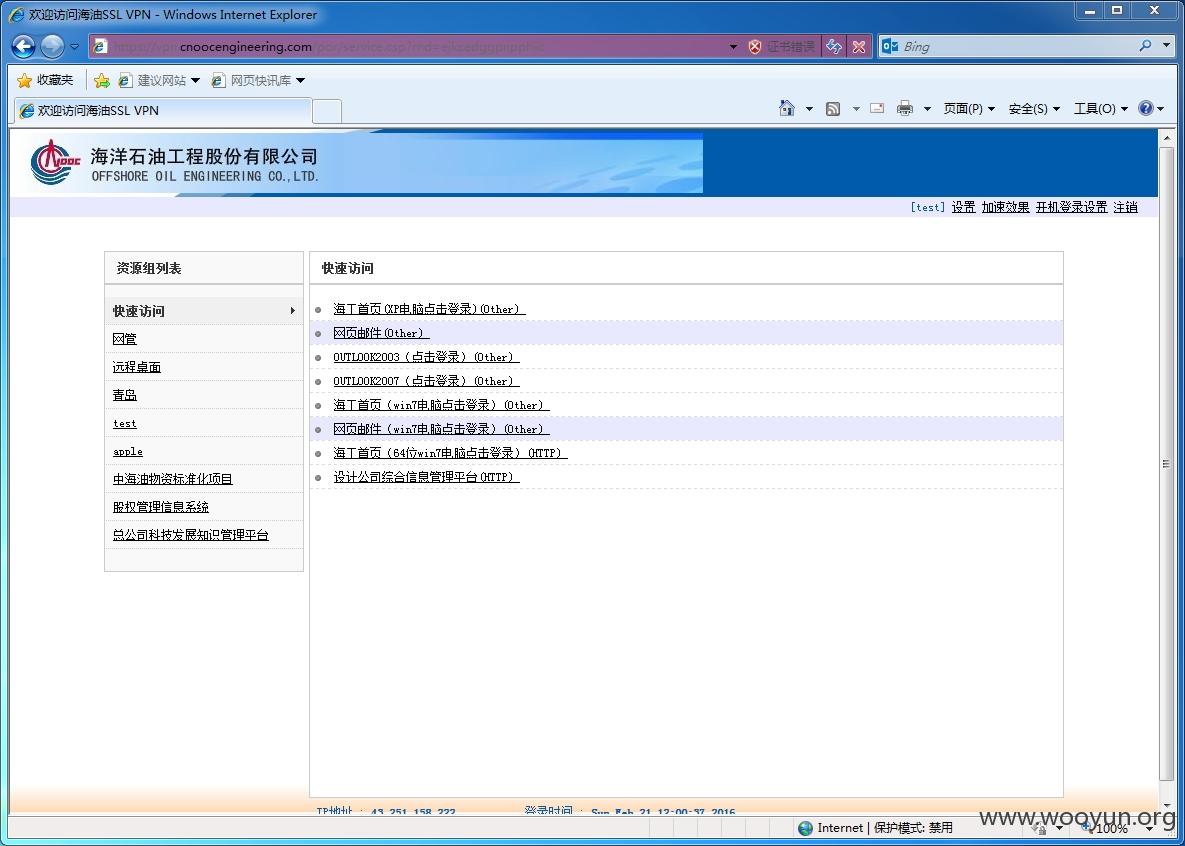 欢迎访问海油SSL VPN - Windows Internet Explorer
https://vpn.cnoocengineering.com 证书错误 Bing
收藏夹 建议网站 网页快讯库
欢迎访问海油SSL VPN 页面(P) 安全(S) 工具(O)
海洋石油工程股份有限公司
OFFSHORE OIL ENGINEERING CO.,LTD.
[test] 设置 加速效果 开机登录设置 注销
资源组列表
快速访问
网管
远程桌面
青岛
test
apple
中海油物资标准化项目
股权管理信息系统
总公司科技发展知识管理平台
快速访问
海工首页(XP电脑点击登录)(Other)
网页邮件(Other)
OUTLOOK2003（点击登录）(Other)
OUTLOOK2007（点击登录）(Other)
海工首页（win7电脑点击登录）(Other)
网页邮件（win7电脑点击登录）(Other)
海工首页（64位win7电脑点击登录）(HTTP)
设计公司综合信息管理平台(HTTP)
IP地址 : 43.251.158.222 登录时间 : Sun Feb 21 12:00:37 2016
Internet | 保护模式: 禁用 100%
www.wooyun.org